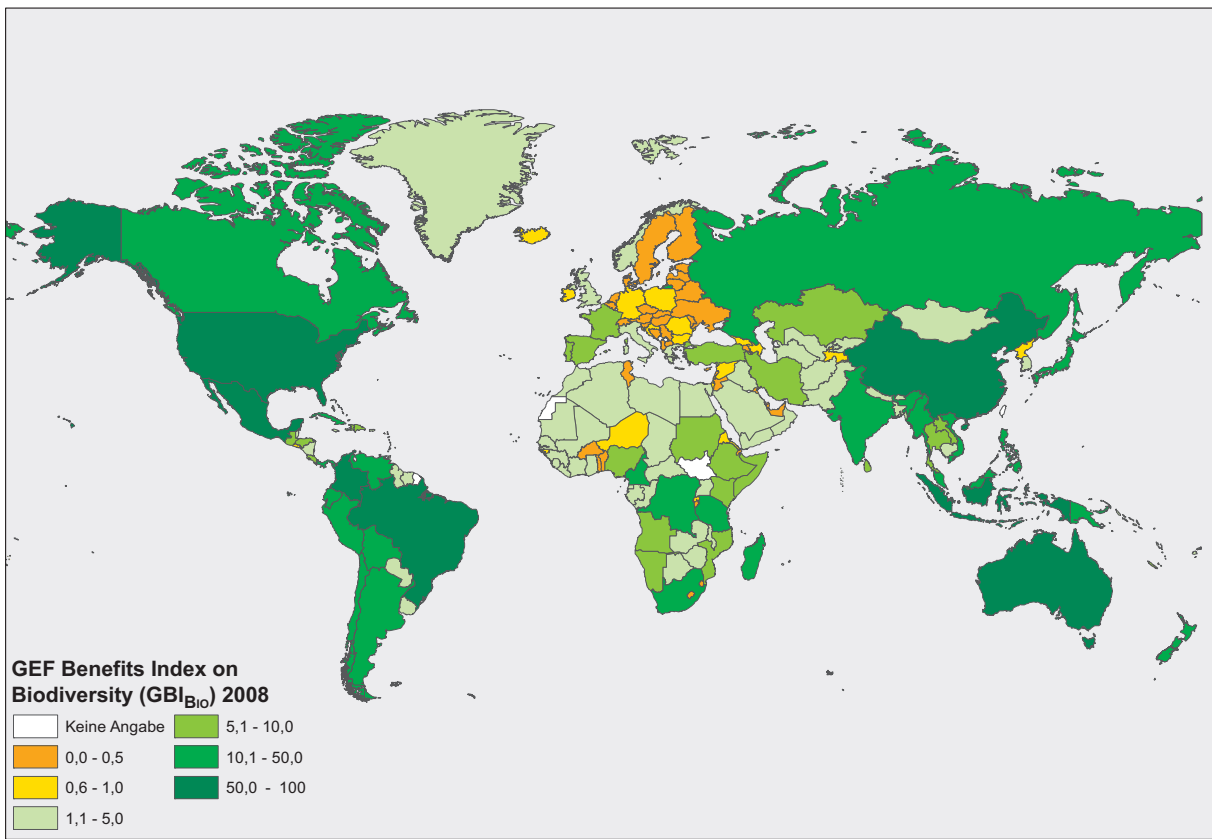 GEF Benefits Index on
Biodiversity (GBIBIO) 2008
Keine Angabe
0,0 - 0,5
0,6 - 1,0
1,1 - 5,0
5,1 - 10,0
10,1 - 50,0
50,0 - 100